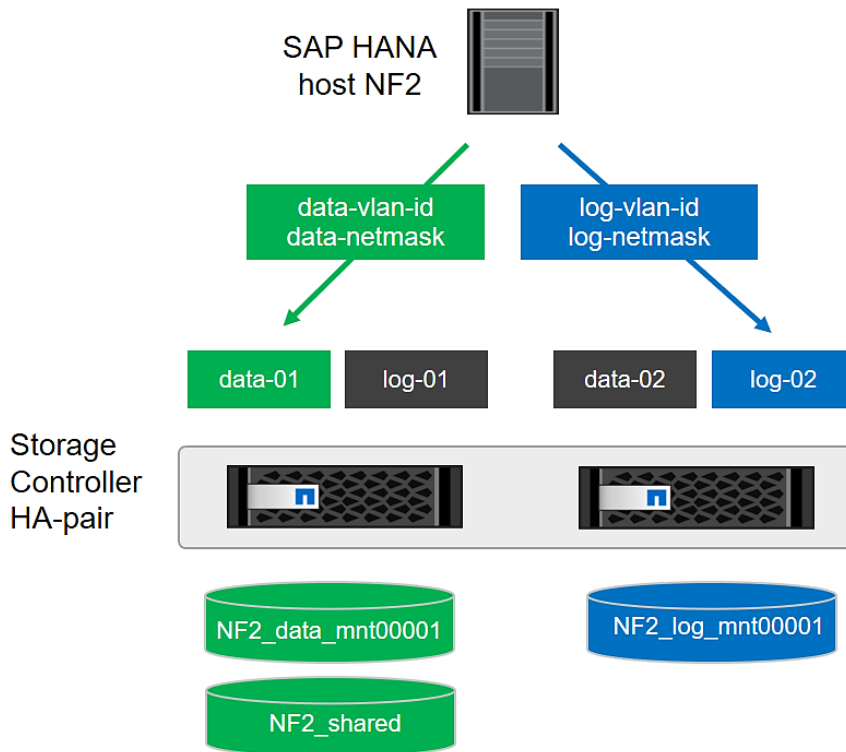 SAP HANA
host NF2
data-vlan-id
data-netmask
log-vlan-id
log-netmask
data-01
log-01
data-02
log-02
Storage
Controller
HA-pair
NF2_data_mnt00001
NF2_log_mnt00001
NF2_shared